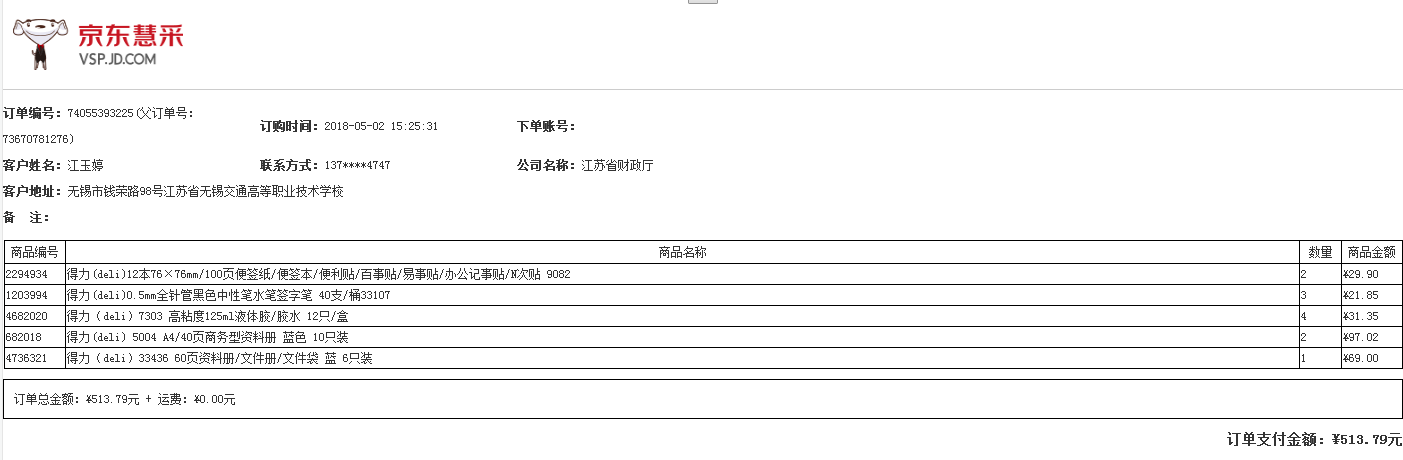 京东慧采
VSP.JD.COM
订单编号：74055393225(父订单号：
73670781276)
订购时间：2018-05-02 15:25:31
下单账号：
客户姓名：江玉婷
联系方式：137****4747
公司名称：江苏省财政厅
客户地址：无锡市钱荣路98号江苏省无锡交通高等职业技术学校
备 注：
商品编号 商品名称 数量 商品金额
2294934 得力(deli)12本76×76mm/100页便签纸/便签本/便利贴/百事贴/易事贴/办公记事贴/N次贴 9082 2 ¥29.90
1203994 得力(deli)0.5mm全针管黑色中性笔水笔签字笔 40支/桶33107 3 ¥21.85
4682020 得力（deli）7303 高粘度125ml液体胶/胶水 12只/盒 4 ¥31.35
682018 得力(deli) 5004 A4/40页商务型资料册 蓝色 10只装 2 ¥97.02
4736321 得力（deli）33436 60页资料册/文件册/文件袋 蓝 6只装 1 ¥69.00
订单总金额：¥513.79元 + 运费：¥0.00元
订单支付金额：¥513.79元